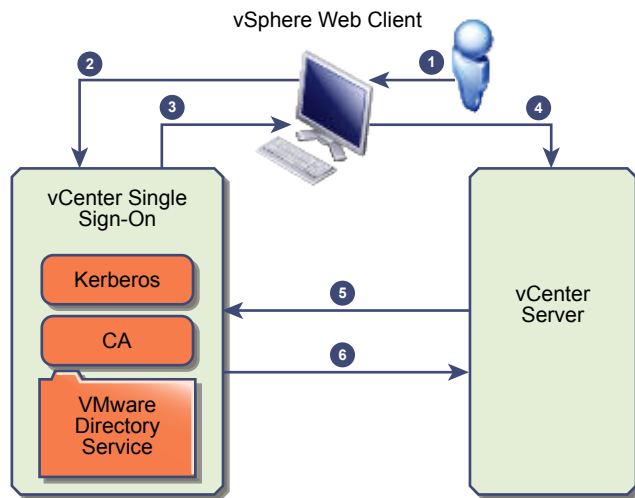 vSphere Web Client
1
2
3
4
vCenter Single
Sign-On
Kerberos
CA
VMware
Directory
Service
5
6
vCenter
Server